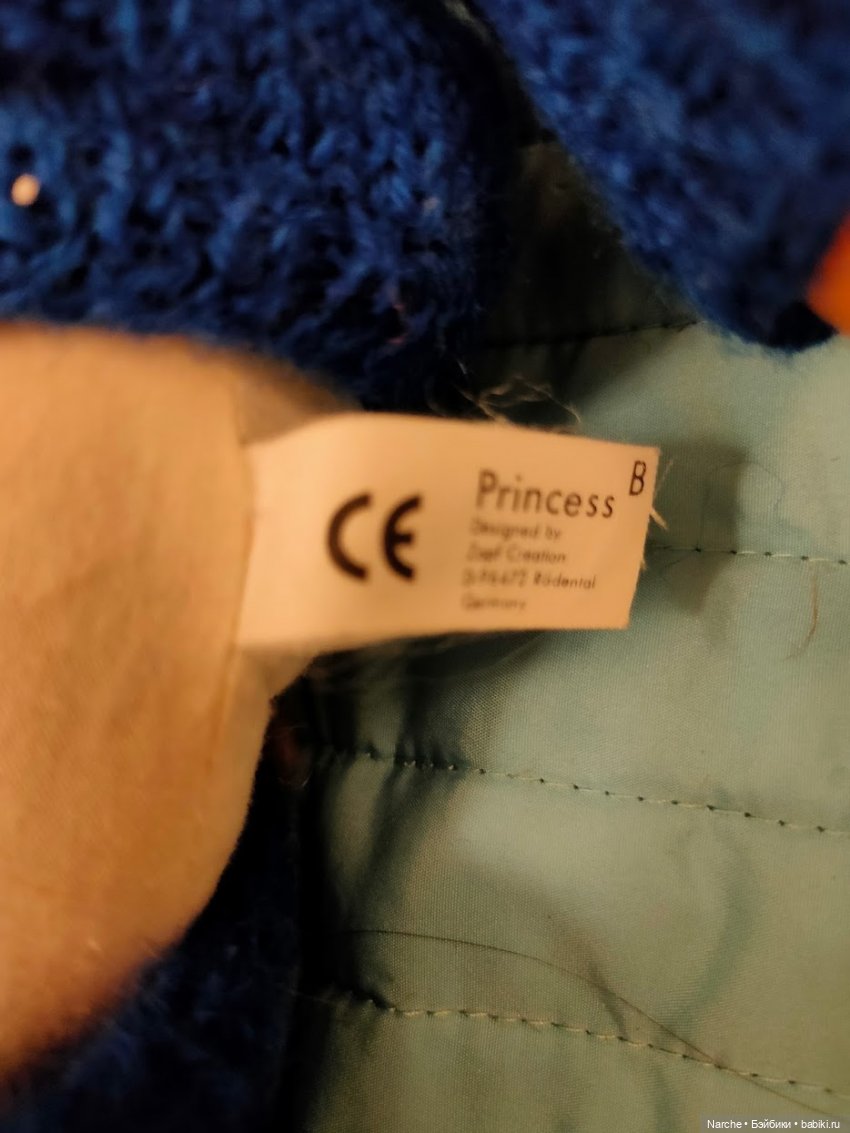 CE
Princess B
Designed by
Zapf Creation
D-96472 Rödental
Germany
Narche • Бэйбики • babiki.ru